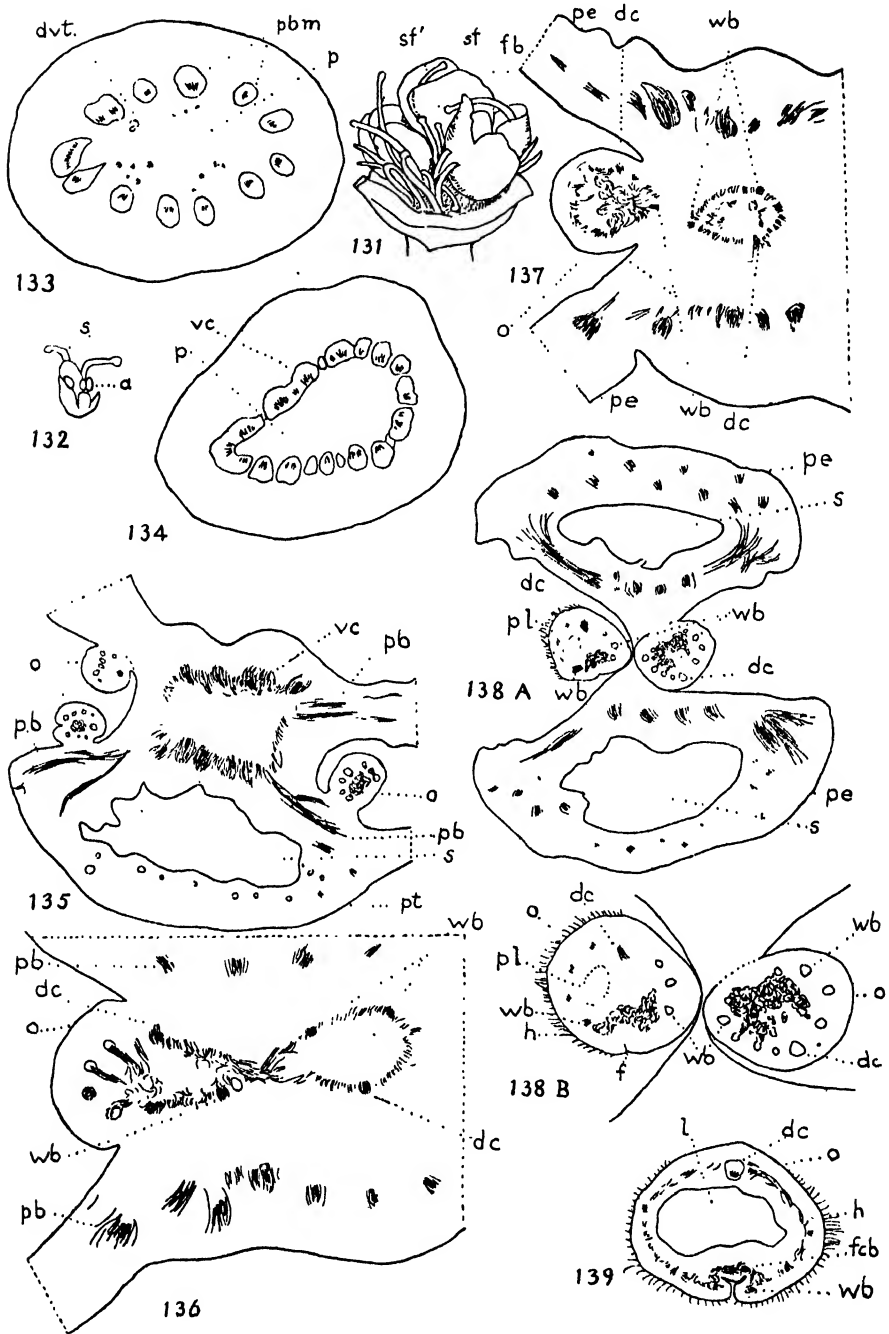 dvt.
pbm
p
133
sf'
st
fb
131
pe
dc
wb
137
o
pe
wb
dc
s
a
132
vc
p
134
pe
s
dc
wb
pl
wb
138 A
dc
pe
s
vc
pb
o
pb
o
pb
s
135
pt
wb
pb
dc
o
wb
dc
pb
136
dc
o
pl
wb
h
f
wb
wb
o
dc
138 B
l
dc
o
h
fcb
wb
139